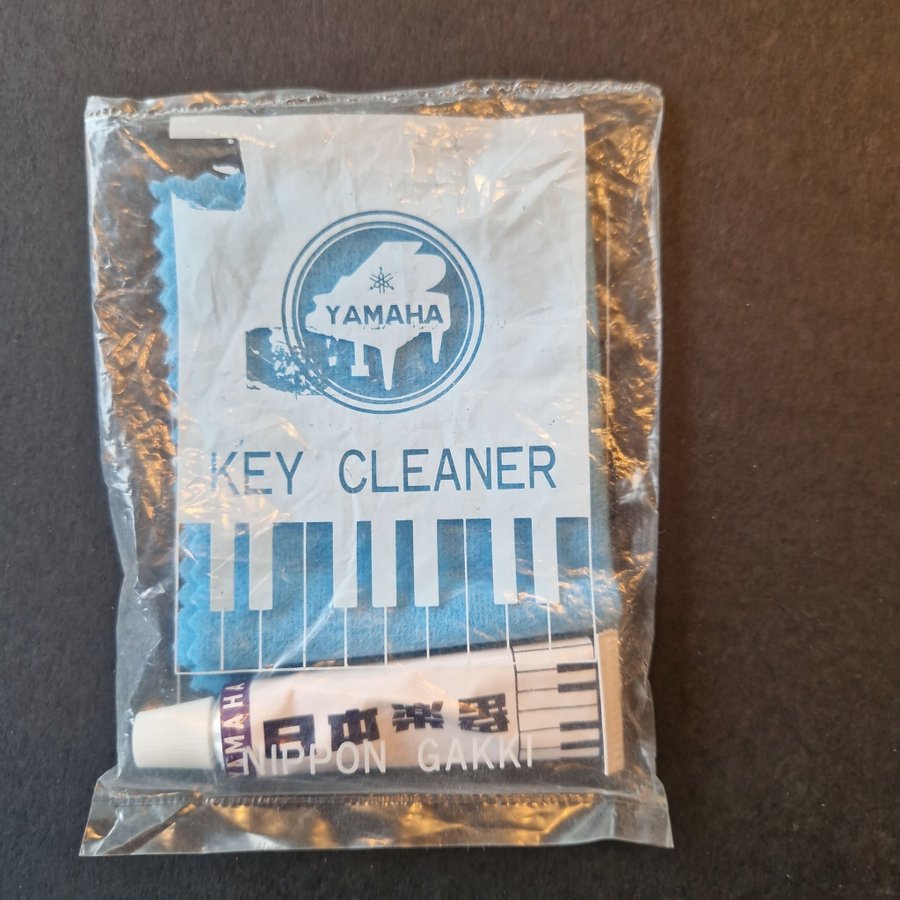 YAMAHA
KEY CLEANER
YAMAHA
日本楽器
NIPPON GAKKI